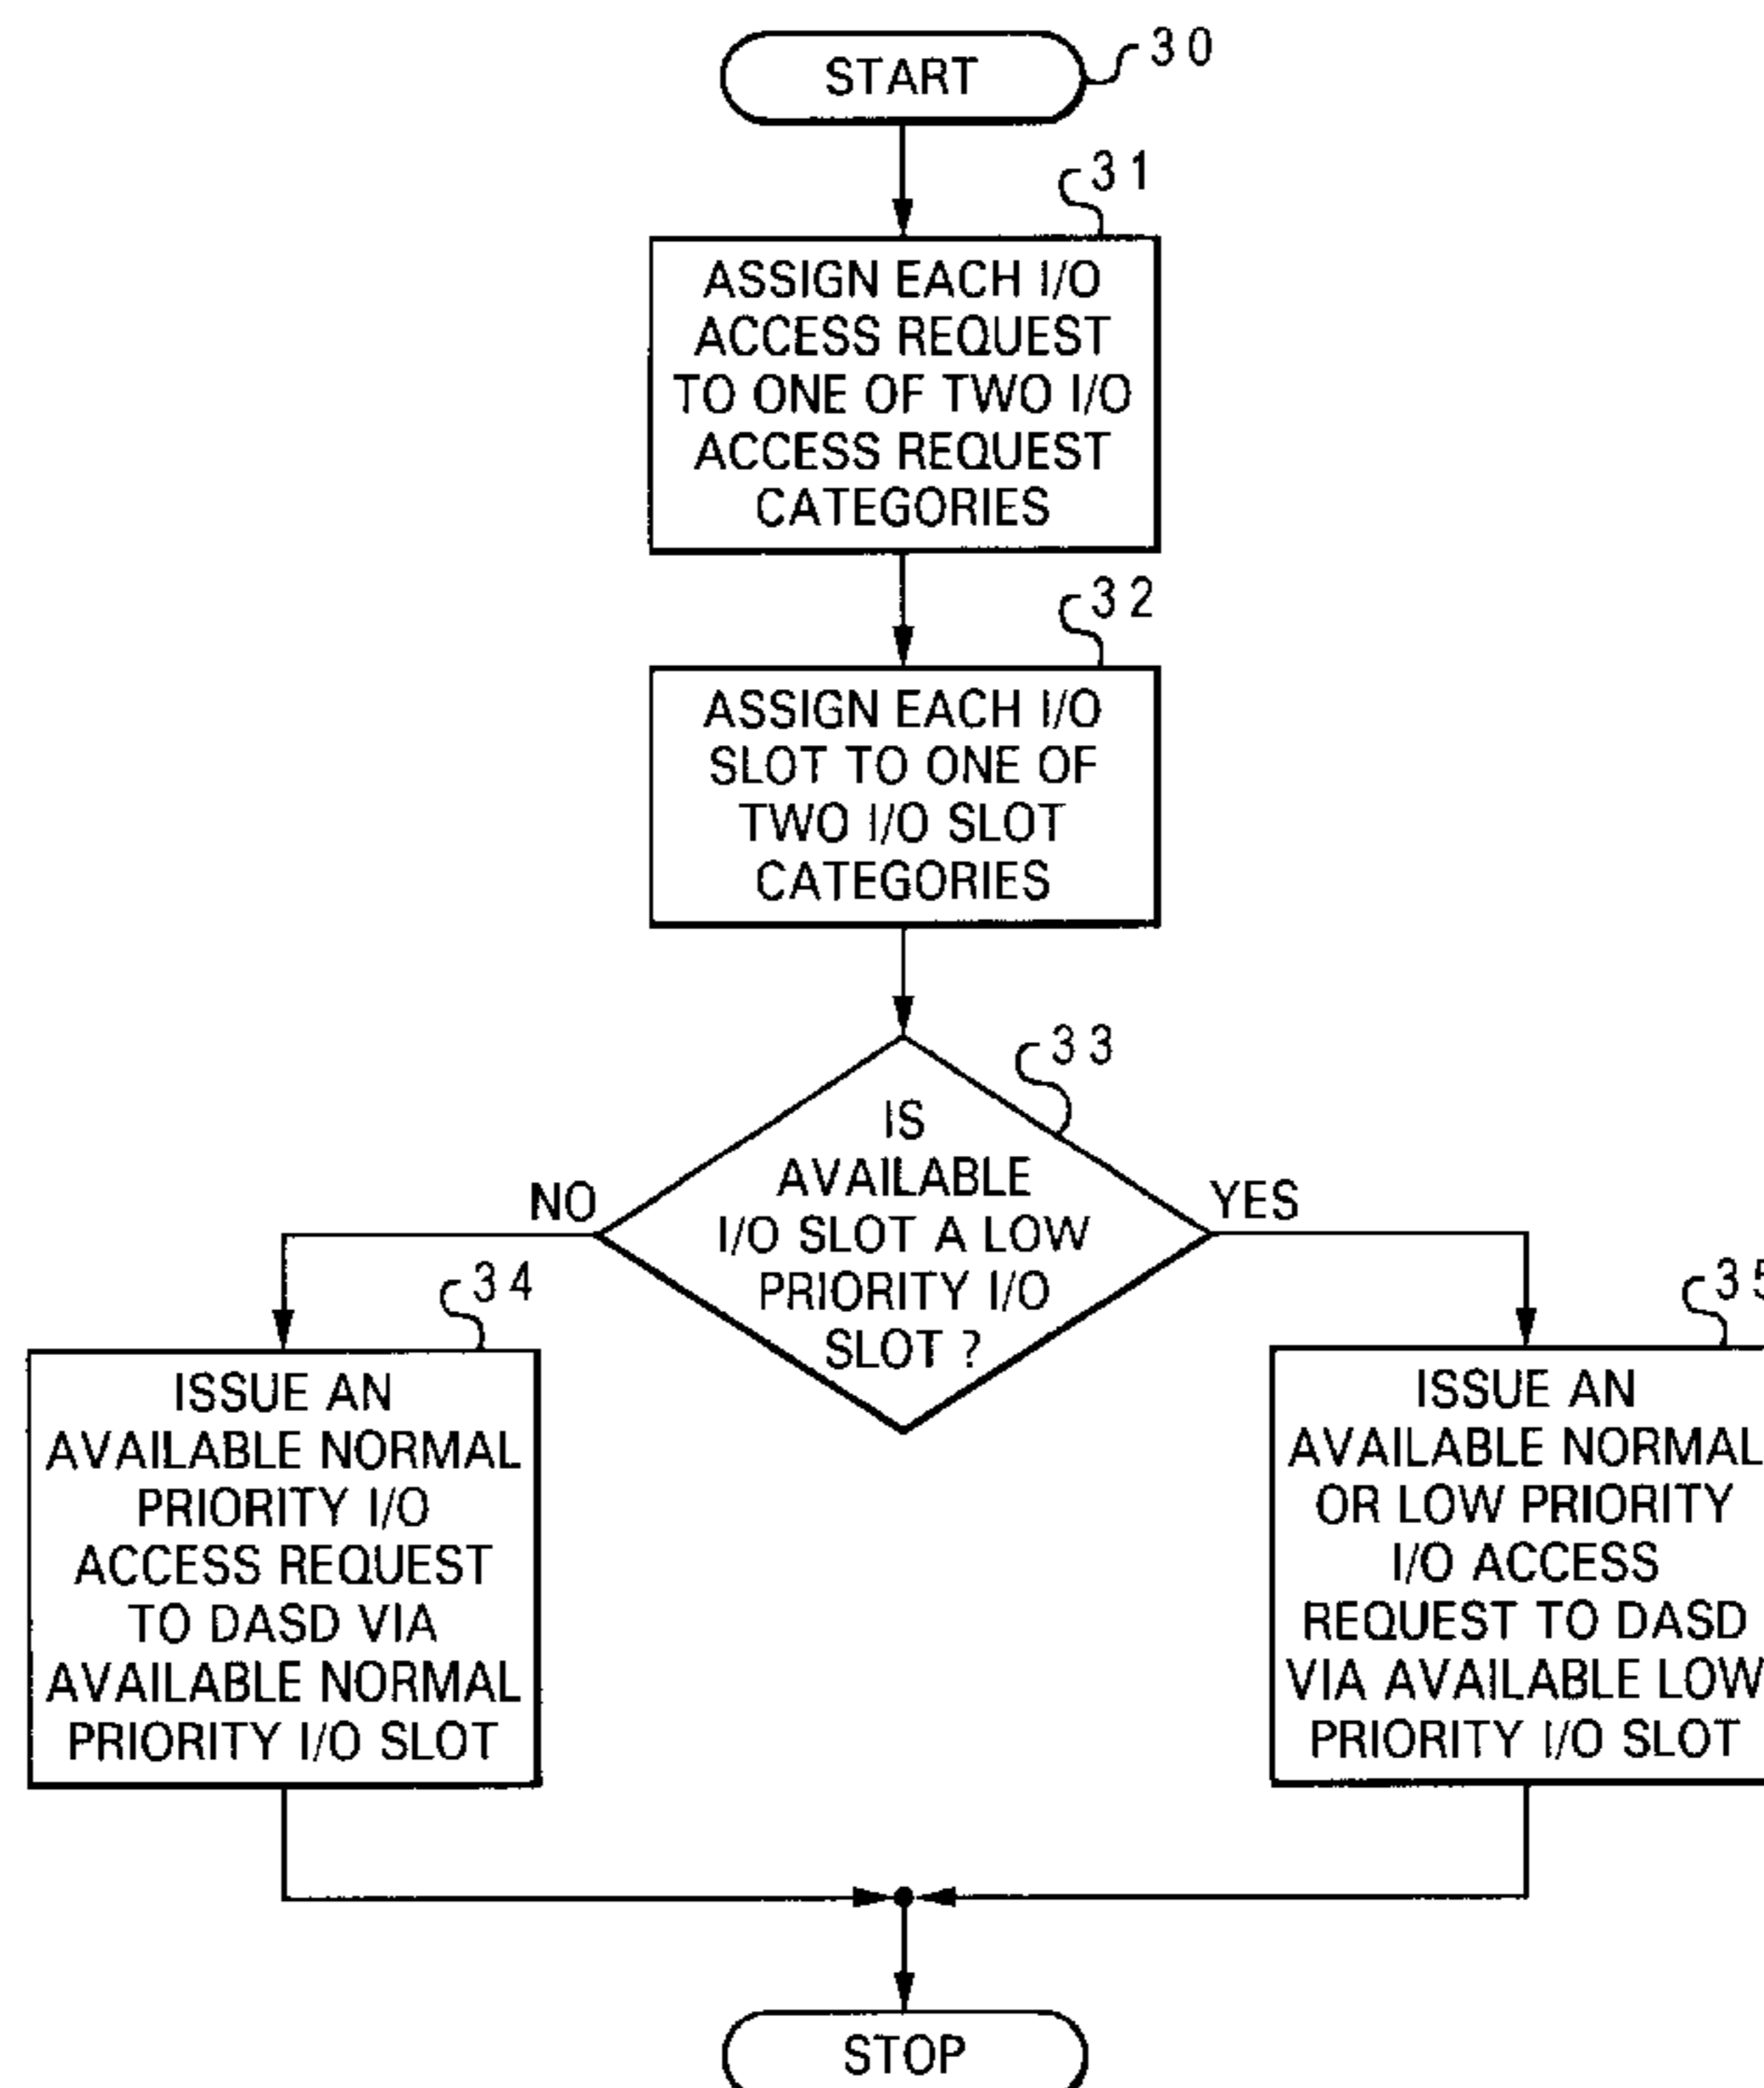 START
30
31
ASSIGN EACH I/O
ACCESS REQUEST
TO ONE OF TWO I/O
ACCESS REQUEST
CATEGORIES
32
ASSIGN EACH I/O
SLOT TO ONE OF
TWO I/O SLOT
CATEGORIES
33
IS
AVAILABLE
I/O SLOT A LOW
PRIORITY I/O
SLOT ?
NO
YES
34
ISSUE AN
AVAILABLE NORMAL
PRIORITY I/O
ACCESS REQUEST
TO DASD VIA
AVAILABLE NORMAL
PRIORITY I/O SLOT
35
ISSUE AN
AVAILABLE NORMAL
OR LOW PRIORITY
I/O ACCESS
REQUEST TO DASD
VIA AVAILABLE LOW
PRIORITY I/O SLOT
STOP